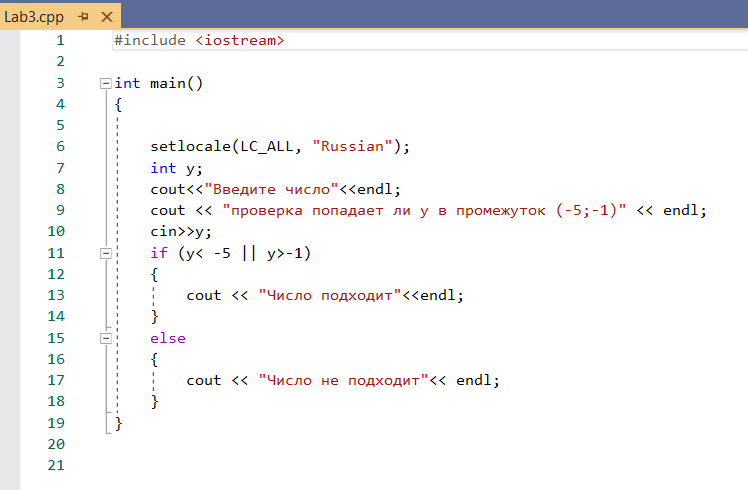 Lab3.cpp
1 #include <iostream>
2
3 int main()
4 {
5
6 setlocale(LC_ALL, "Russian");
7 int y;
8 cout<<"Введите число"<<endl;
9 cout << "проверка попадает ли y в промежуток (-5;-1)" << endl;
10 cin>>y;
11 if (y< -5 || y>-1)
12 {
13 cout << "Число подходит"<<endl;
14 }
15 else
16 {
17 cout << "Число не подходит"<< endl;
18 }
19 }
20
21